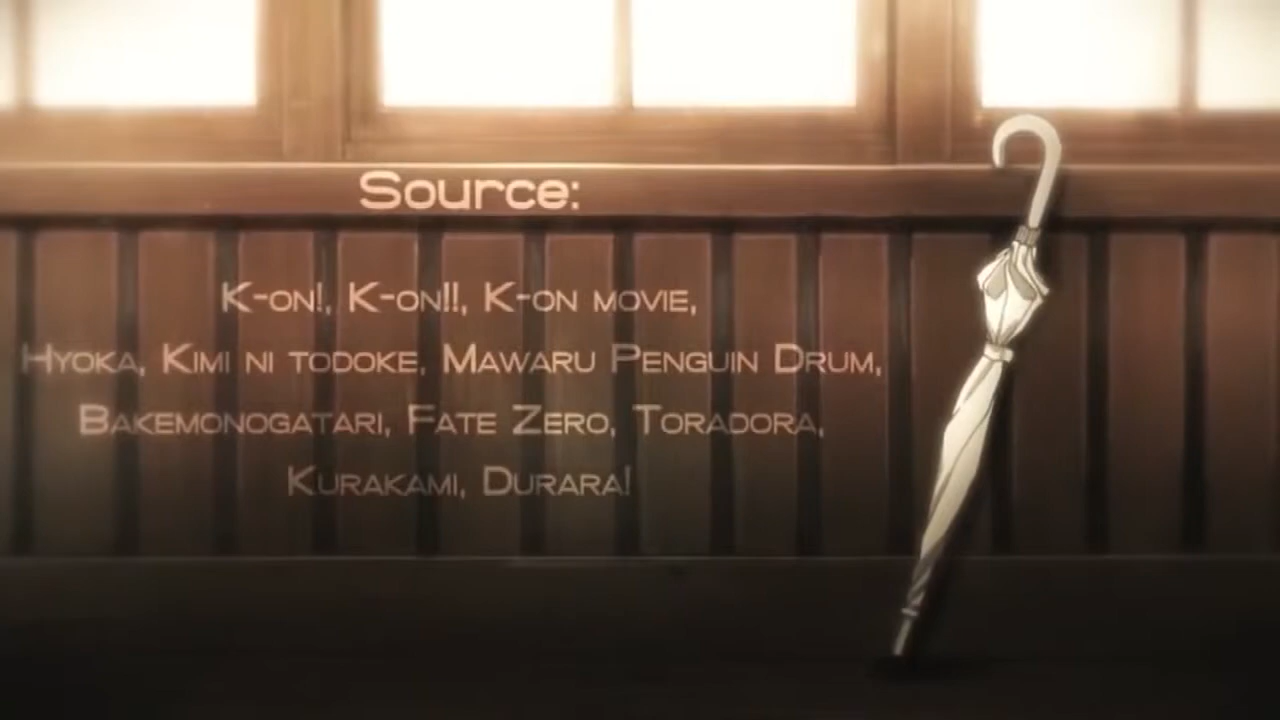 Source:
K-on!, K-on!!, K-on movie,
Hyoka, Kimi ni todoke, Mawaru Penguin Drum,
Bakemonogatari, Fate Zero, Toradora,
Kurakami, Durara!